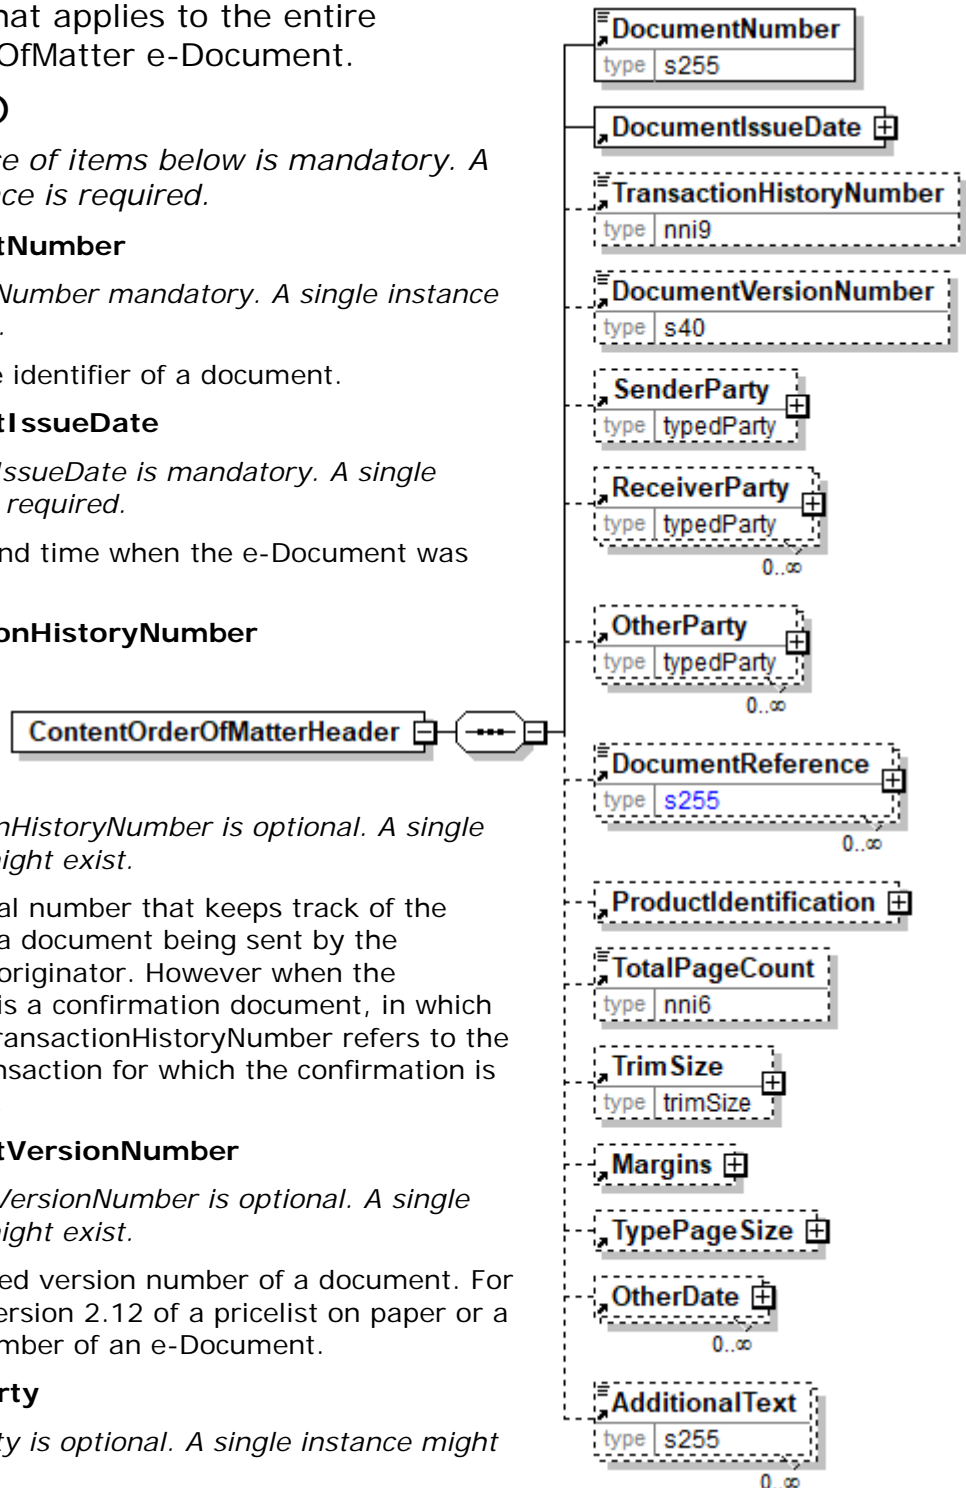 hat applies to the entire
OfMatter e-Document.
)
ce of items below is mandatory. A
nce is required.
tNumber
Number mandatory. A single instance
.
e identifier of a document.
tIssueDate
IssueDate is mandatory. A single
required.
nd time when the e-Document was
onHistoryNumber
ContentOrderOfMatterHeader
nHistoryNumber is optional. A single
might exist.
al number that keeps track of the
a document being sent by the
originator. However when the
is a confirmation document, in which
TransactionHistoryNumber refers to the
nsaction for which the confirmation is
tVersionNumber
VersionNumber is optional. A single
might exist.
ed version number of a document. For
ersion 2.12 of a pricelist on paper or a
mber of an e-Document.
rty
ty is optional. A single instance might
DocumentNumber
type s255
DocumentIssueDate
TransactionHistoryNumber
type nni9
DocumentVersionNumber
type s40
SenderParty
type typedParty
ReceiverParty
type typedParty
0..∞
OtherParty
type typedParty
0..∞
DocumentReference
type s255
0..∞
ProductIdentification
TotalPageCount
type nni6
TrimSize
type trimSize
Margins
TypePageSize
OtherDate
0..∞
AdditionalText
type s255
0..∞